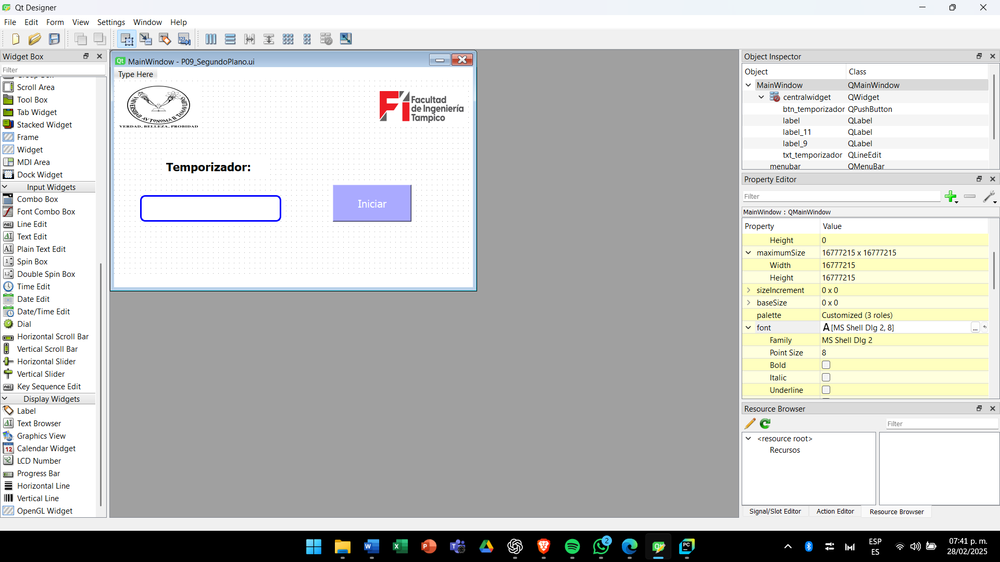 Qt Designer
File Edit Form View Settings Window Help
Widget Box
Filter
Scroll Area
Tool Box
Tab Widget
Stacked Widget
Frame
Widget
MDI Area
Dock Widget
Input Widgets
Combo Box
Font Combo Box
Line Edit
Text Edit
Plain Text Edit
Spin Box
Double Spin Box
Time Edit
Date Edit
Date/Time Edit
Dial
Horizontal Scroll Bar
Vertical Scroll Bar
Horizontal Slider
Vertical Slider
Key Sequence Edit
Display Widgets
Label
Text Browser
Graphics View
Calendar Widget
LCD Number
Progress Bar
Horizontal Line
Vertical Line
OpenGL Widget
MainWindow - P09_SegundoPlano.ui
Type Here
VERDAD, BELLEZA, PROBIDAD
Facultad
de Ingeniería
Tampico
Temporizador:
Iniciar
Object Inspector
Object Class
MainWindow QMainWindow
centralwidget QWidget
btn_temporizador QPushButton
label QLabel
label_11 QLabel
label_9 QLabel
txt_temporizador QLineEdit
menubar QMenuBar
Property Editor
Filter
MainWindow : QMainWindow
Property Value
Height 0
maximumSize 16777215 x 16777215
Width 16777215
Height 16777215
sizeIncrement 0 x 0
baseSize 0 x 0
palette Customized (3 roles)
font A [MS Shell Dlg 2, 8] ...
Family MS Shell Dlg 2
Point Size 8
Bold
Italic
Underline
Resource Browser
Filter
<resource root>
Recursos
Signal/Slot Editor Action Editor Resource Browser
2
ESP
ES
07:41 p. m.
28/02/2025